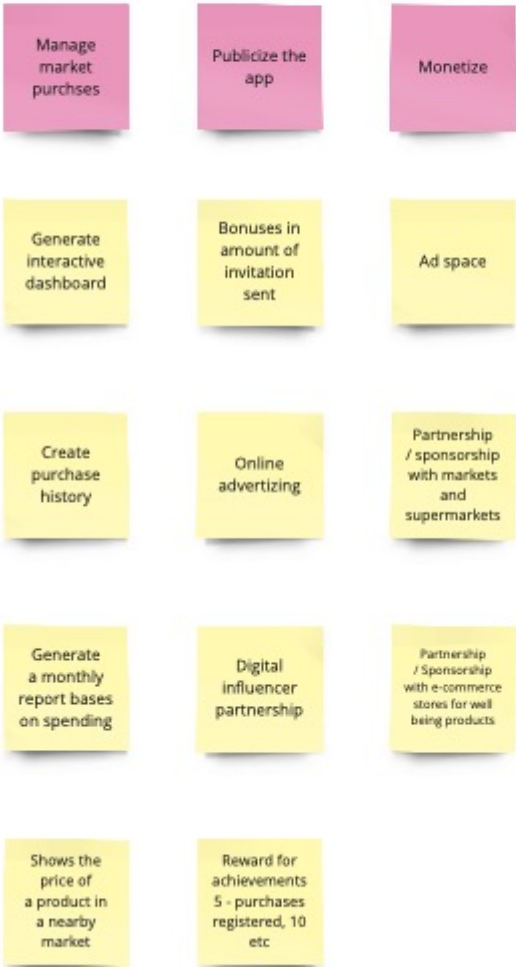 Manage
market
purchses
Publicize the
app
Monetize
Generate
interactive
dashboard
Bonuses in
amount of
invitation
sent
Ad space
Create
purchase
history
Online
advertizing
Partnership
/ sponsorship
with markets
and
supermarkets
Generate
a monthly
report bases
on spending
Digital
influencer
partnership
Partnership
/ Sponsorship
with e-commerce
stores for well
being products
Shows the
price of
a product in
a nearby
market
Reward for
achievements
5 - purchases
registered, 10
etc